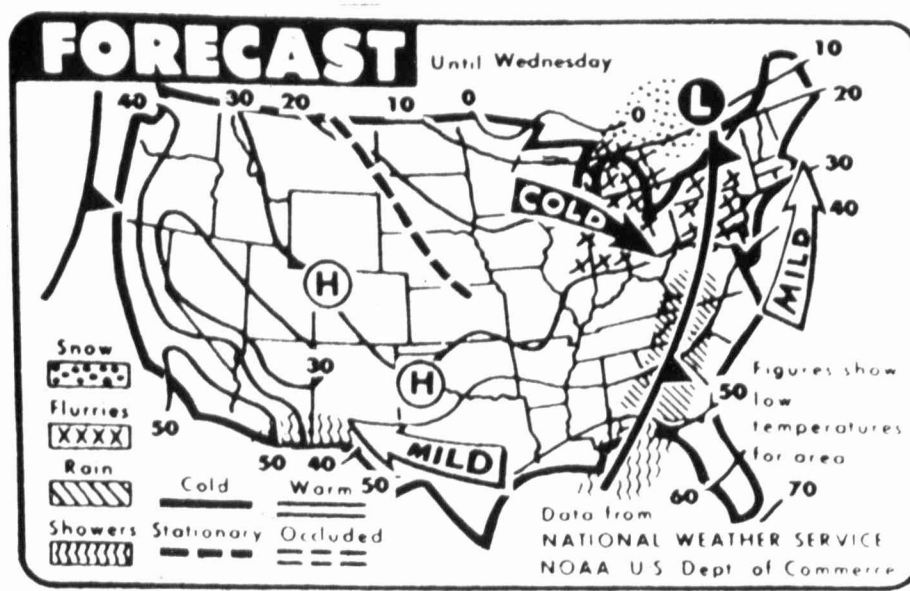 FORECAST
Until Wednesday
10
40 30 20 10 0 0 L 20
30
COLD 40
H
MILD
Snow
30
H
Figures show
Flurries
50 low
50 temperatures
Rain
50 40 MILD for area
Cold Warm 50
60 70
Showers Stationary Occluded
Data from
NATIONAL WEATHER SERVICE
NOAA U S Dept of Commerce